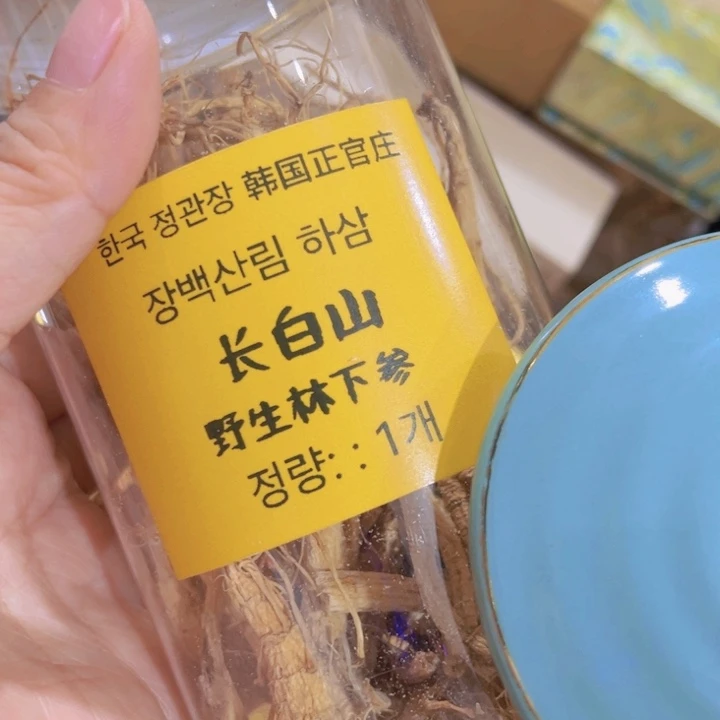 한국 정관장 韩国正官庄
장백산림 하삼
长白山
野生林下参
정량: : 1개